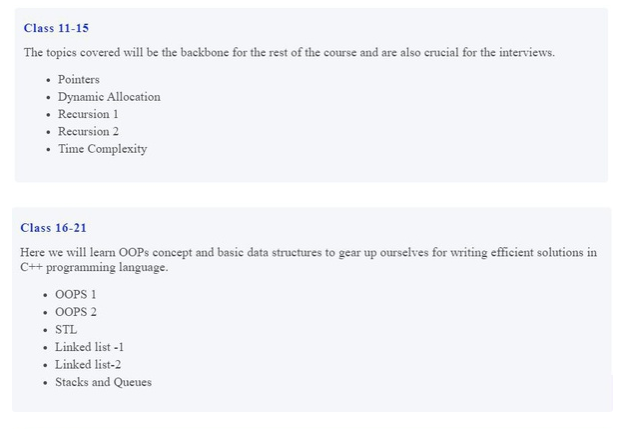 Class 11-15
The topics covered will be the backbone for the rest of the course and are also crucial for the interviews.
• Pointers
• Dynamic Allocation
• Recursion 1
• Recursion 2
• Time Complexity
Class 16-21
Here we will learn OOPs concept and basic data structures to gear up ourselves for writing efficient solutions in
C++ programming language.
• OOPS 1
• OOPS 2
• STL
• Linked list -1
• Linked list-2
• Stacks and Queues